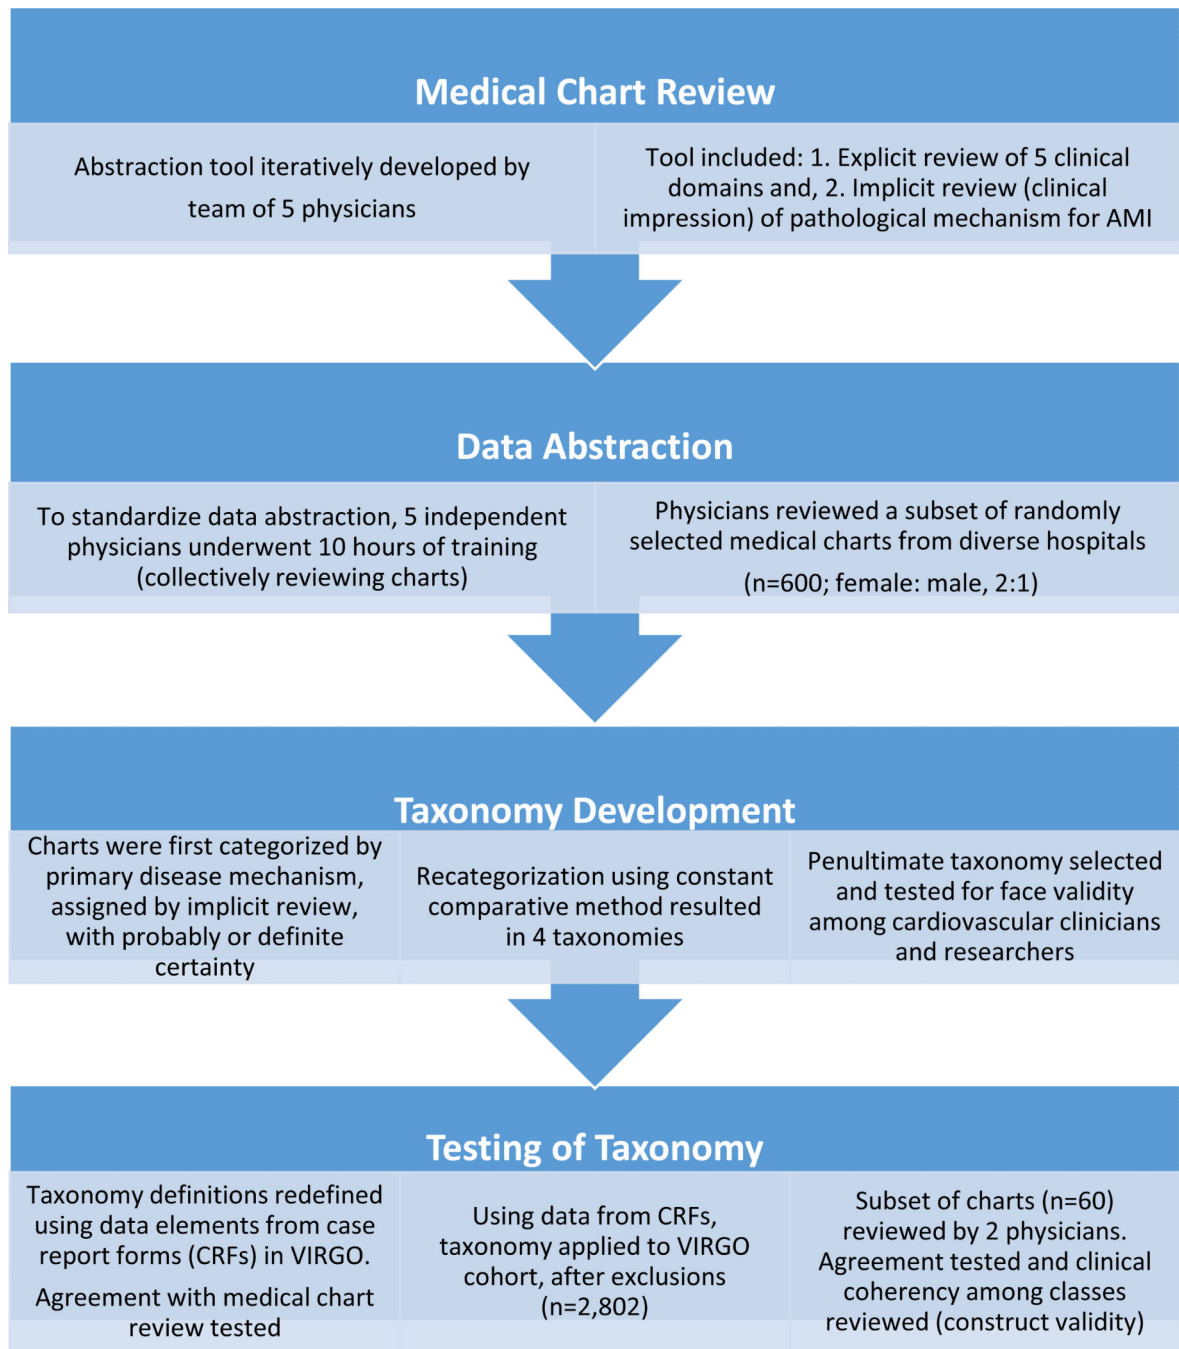 Medical Chart Review
Abstraction tool iteratively developed by
team of 5 physicians
Tool included: 1. Explicit review of 5 clinical
domains and, 2. Implicit review (clinical
impression) of pathological mechanism for AMI
Data Abstraction
To standardize data abstraction, 5 independent
physicians underwent 10 hours of training
(collectively reviewing charts)
Physicians reviewed a subset of randomly
selected medical charts from diverse hospitals
(n=600; female: male, 2:1)
Taxonomy Development
Charts were first categorized by
primary disease mechanism,
assigned by implicit review,
with probably or definite
certainty
Recategorization using constant
comparative method resulted
in 4 taxonomies
Penultimate taxonomy selected
and tested for face validity
among cardiovascular clinicians
and researchers
Testing of Taxonomy
Taxonomy definitions redefined
using data elements from case
report forms (CRFs) in VIRGO.
Agreement with medical chart
review tested
Using data from CRFs,
taxonomy applied to VIRGO
cohort, after exclusions
(n=2,802)
Subset of charts (n=60)
reviewed by 2 physicians.
Agreement tested and clinical
coherency among classes
reviewed (construct validity)